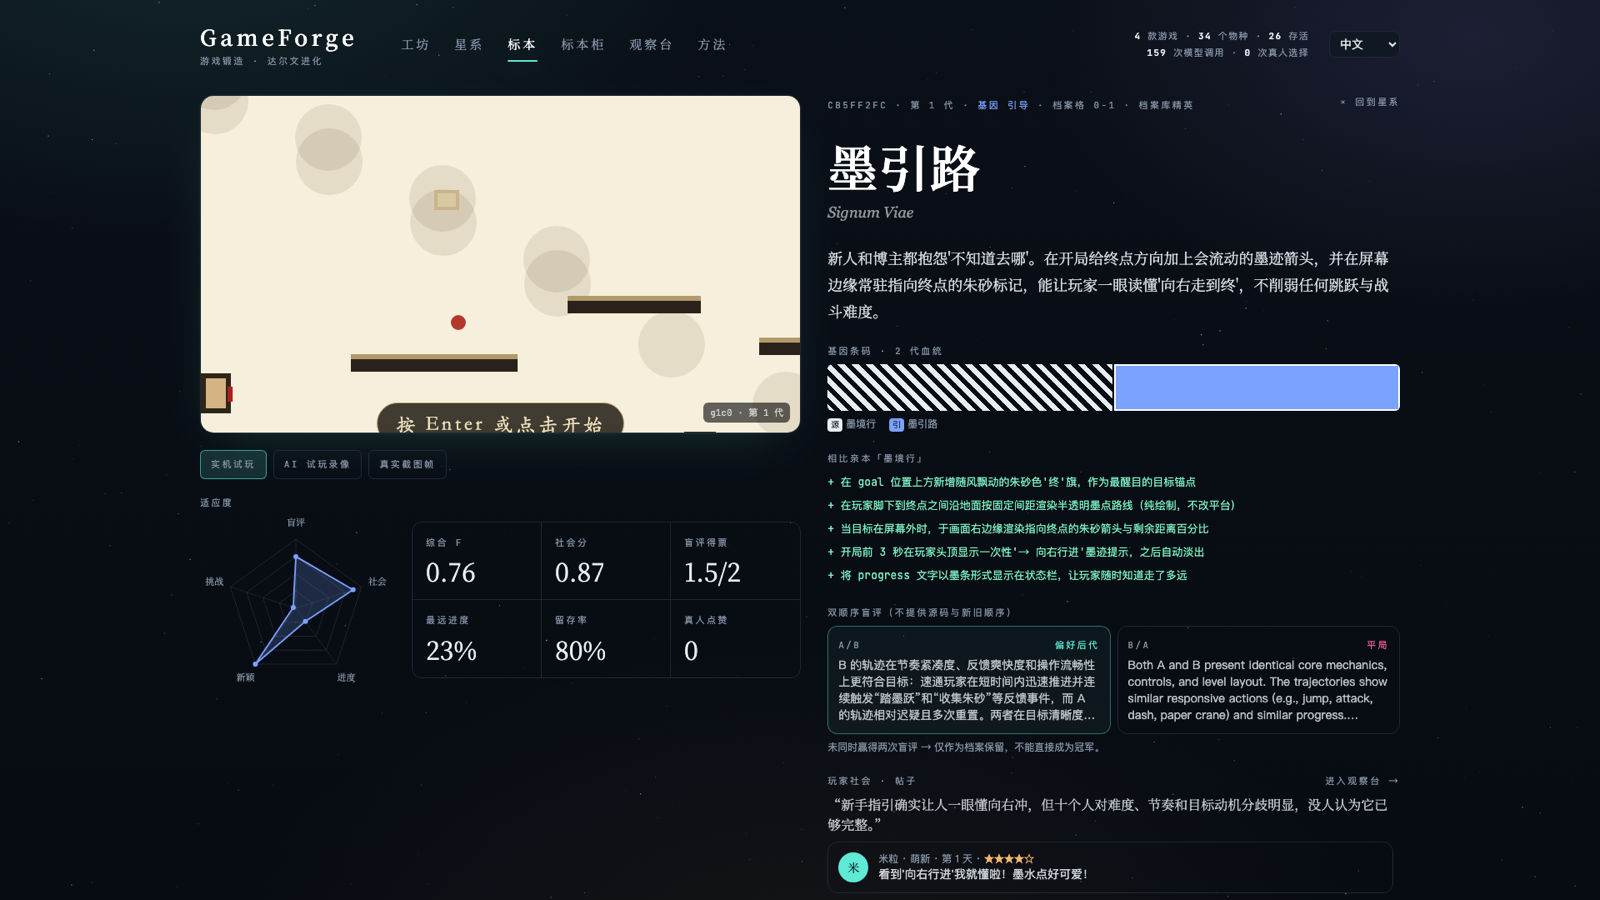 GameForge
游戏锻造 · 达尔文进化
工坊 星系 标本 标本柜 观察台 方法
4 款游戏 · 34 个物种 · 26 存活
159 次模型调用 · 0 次真人选择
中文
按 Enter 或点击开始
g1c0 · 第 1 代
实机试玩 AI 试玩录像 真实截图帧
适应度
盲评
社会
进度
新颖
挑战
综合 F
0.76
社会分
0.87
盲评得票
1.5/2
最远进度
23%
留存率
80%
真人点赞
0
CB5FF2FC · 第 1 代 · 基因 引导 · 档案格 0-1 · 档案库精英
× 回到星系
墨引路
Signum Viae
新人和博主都抱怨'不知道去哪'。在开局给终点方向加上会流动的墨迹箭头，并在屏幕
边缘常驻指向终点的朱砂标记，能让玩家一眼读懂'向右走到终'，不削弱任何跳跃与战
斗难度。
基因条码 · 2 代血统
源 墨境行 引 墨引路
相比亲本「墨境行」
+ 在 goal 位置上方新增随风飘动的朱砂色'终'旗，作为最醒目的目标锚点
+ 在玩家脚下到终点之间沿地面按固定间距渲染半透明墨点路线（纯绘制，不改平台）
+ 当目标在屏幕外时，于画面右边缘渲染指向终点的朱砂箭头与剩余距离百分比
+ 开局前 3 秒在玩家头顶显示一次性'→ 向右行进'墨迹提示，之后自动淡出
+ 将 progress 文字以墨条形式显示在状态栏，让玩家随时知道走了多远
双顺序盲评（不提供源码与新旧顺序）
A/B 偏好后代
B 的轨迹在节奏紧凑度、反馈爽快度和操作流畅性
上更符合目标：速通玩家在短时间内迅速推进并连
续触发“踏墨跃”和“收集朱砂”等反馈事件，而 A
的轨迹相对迟疑且多次重置。两者在目标清晰度…
B/A 平局
Both A and B present identical core mechanics,
controls, and level layout. The trajectories show
similar responsive actions (e.g., jump, attack,
dash, paper crane) and similar progress.…
未同时赢得两次盲评 → 仅作为档案保留，不能直接成为冠军。
玩家社会 · 帖子
进入观察台 →
“新手指引确实让人一眼懂向右冲，但十个人对难度、节奏和目标动机分歧明显，没人认为它已
够完整。”
米
米粒 · 萌新 · 第 1 天 · ★★★★☆
看到'向右行进'我就懂啦！墨水点好可爱！